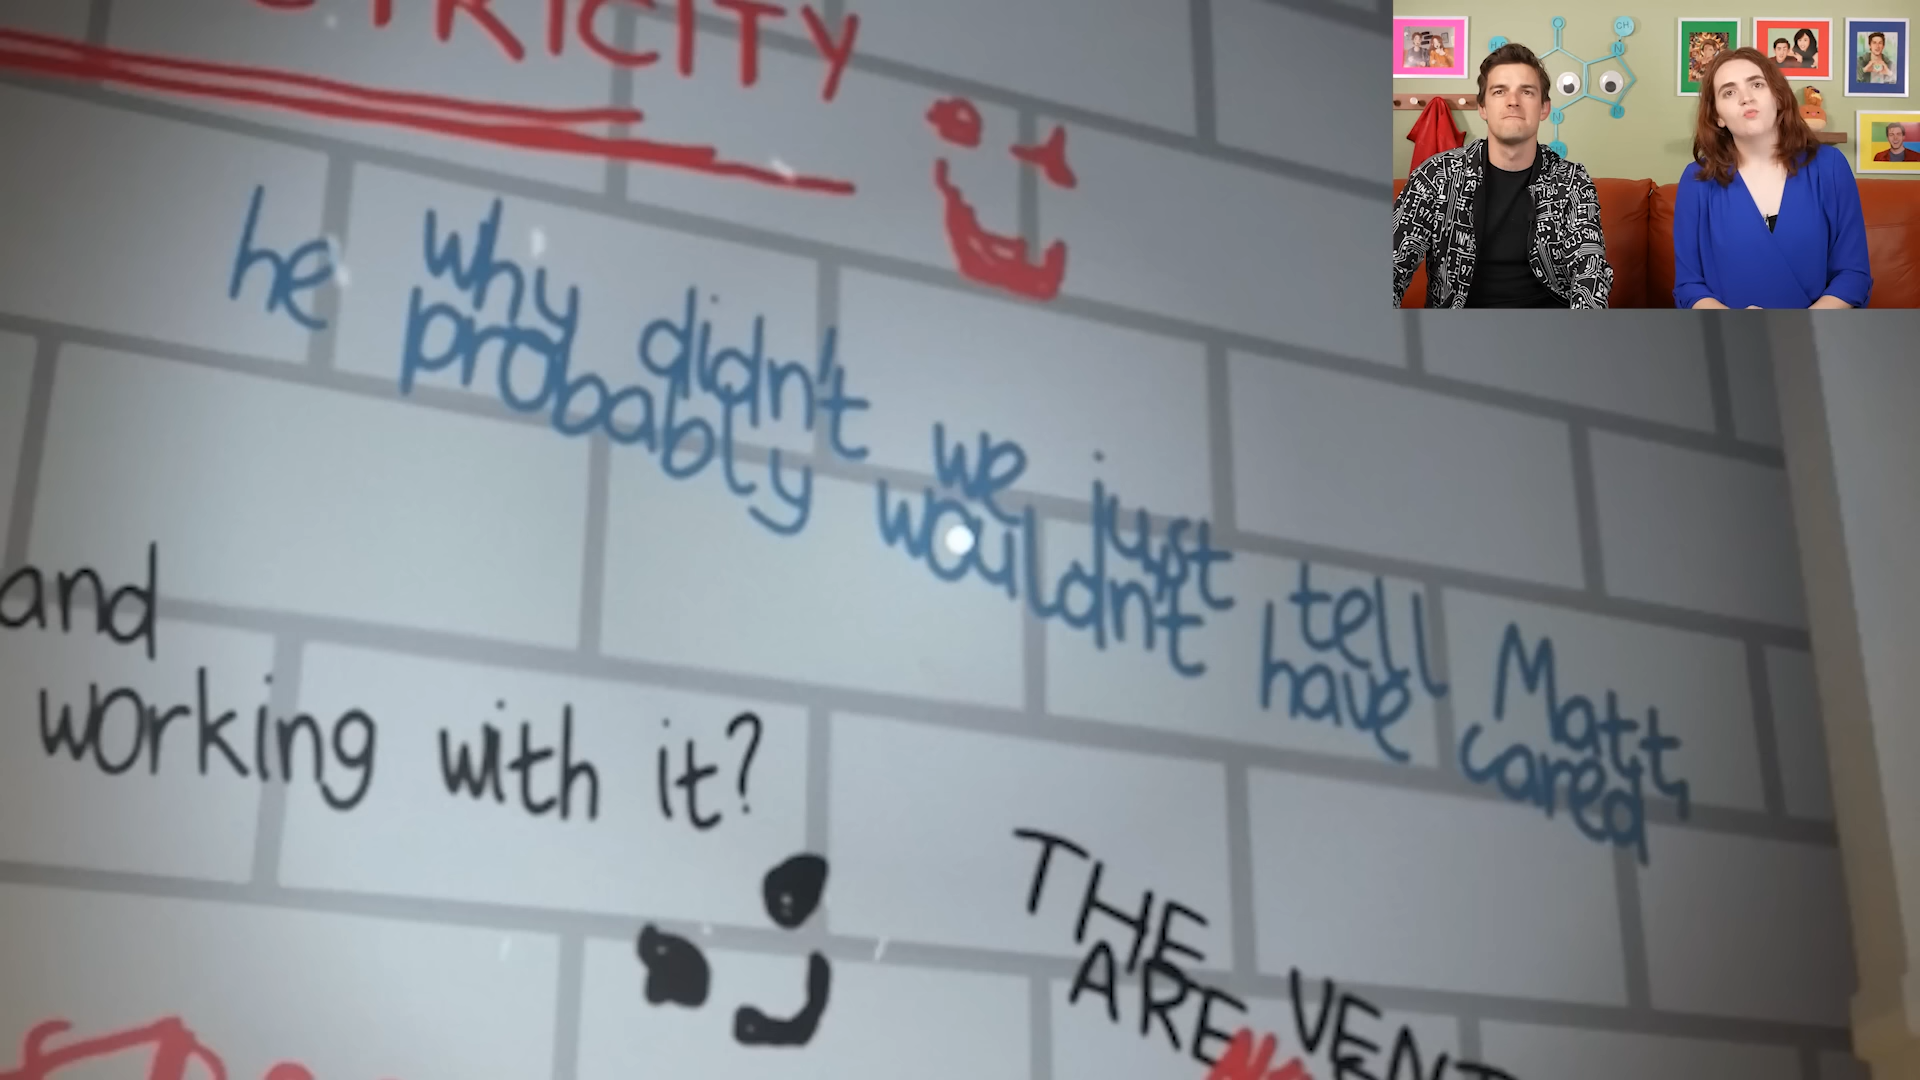 TRICITY
why didn't we just tell Matt,
he probably wouldn't have cared
and
working with it?
THE VENT
ARE